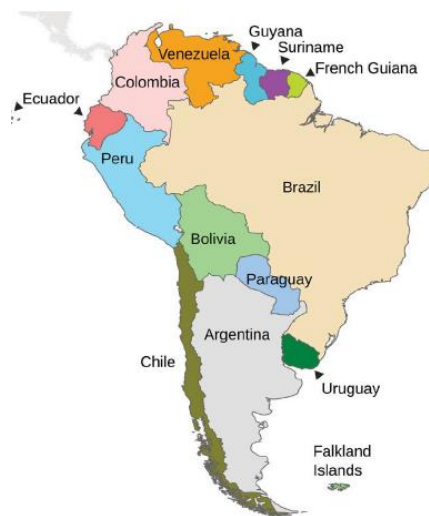 Guyana
Suriname
Venezuela
French Guiana
Colombia
Ecuador
Peru
Brazil
Bolivia
Paraguay
Argentina
Chile
Uruguay
Falkland
Islands